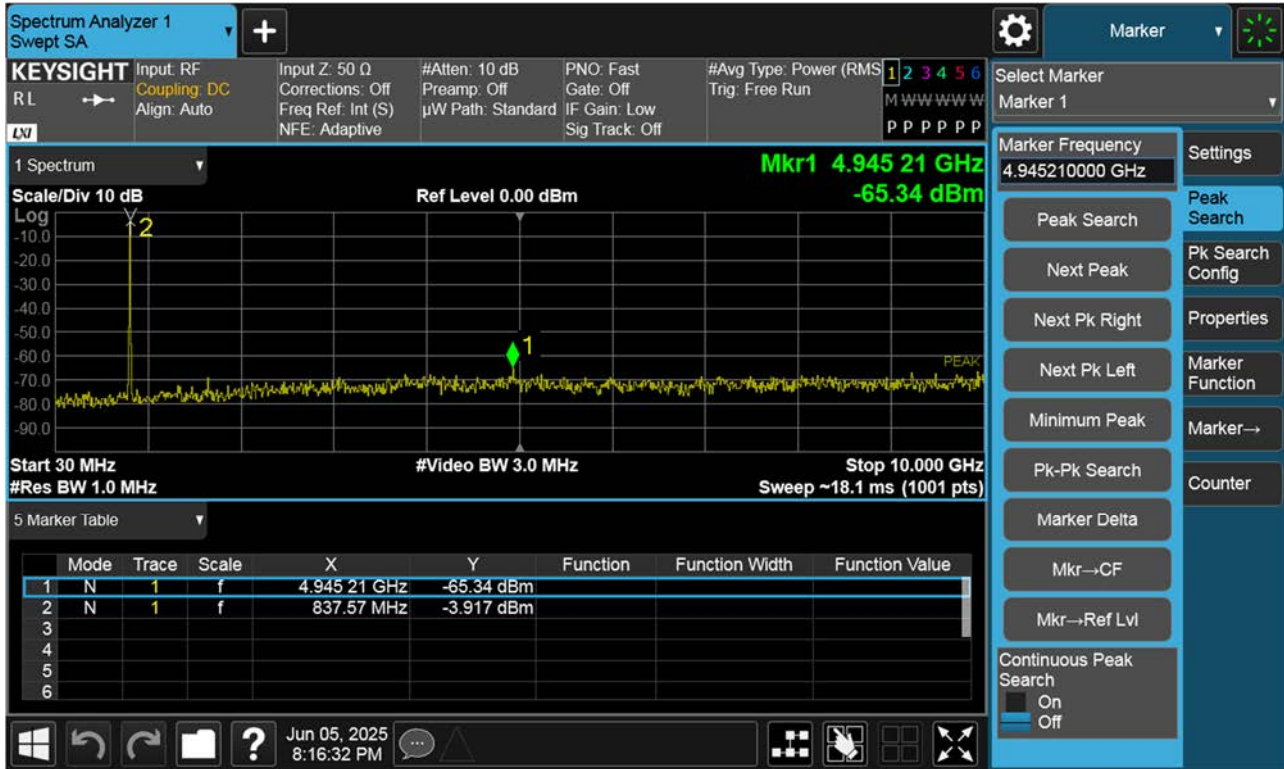 Spectrum Analyzer 1
Swept SA
+
Marker
KEYSIGHT
RL
LXI
Input: RF
Coupling: DC
Align: Auto
Input Z: 50 Ω
Corrections: Off
Freq Ref: Int (S)
NFE: Adaptive
#Atten: 10 dB
Preamp: Off
µW Path: Standard
PNO: Fast
Gate: Off
IF Gain: Low
Sig Track: Off
#Avg Type: Power (RMS
Trig: Free Run
1 2 3 4 5 6
M W W W W W
P P P P P P
Select Marker
Marker 1
1 Spectrum
Mkr1 4.945 21 GHz
Scale/Div 10 dB
Ref Level 0.00 dBm
-65.34 dBm
Log
-10.0
-20.0
-30.0
-40.0
-50.0
-60.0
-70.0
-80.0
-90.0
2
1
PEAK
Start 30 MHz
#Video BW 3.0 MHz
Stop 10.000 GHz
#Res BW 1.0 MHz
Sweep ~18.1 ms (1001 pts)
5 Marker Table
Mode Trace Scale X Y Function Function Width Function Value
1 N 1 f 4.945 21 GHz -65.34 dBm
2 N 1 f 837.57 MHz -3.917 dBm
3
4
5
6
Marker Frequency
4.945210000 GHz
Peak Search
Next Peak
Next Pk Right
Next Pk Left
Minimum Peak
Pk-Pk Search
Marker Delta
Mkr→CF
Mkr→Ref Lvl
Continuous Peak
Search
On
Off
Settings
Peak
Search
Pk Search
Config
Properties
Marker
Function
Marker→
Counter
?
Jun 05, 2025
8:16:32 PM